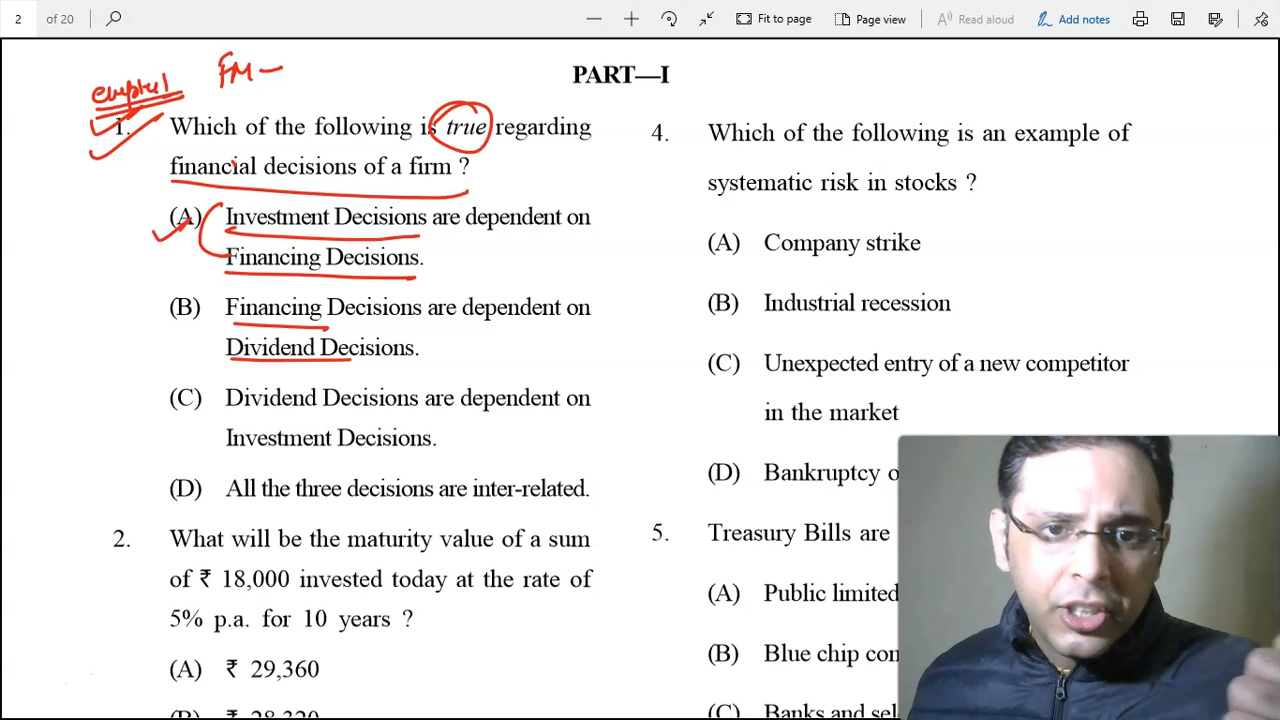 2 of 20 Fit to page Page view Read aloud Add notes
FM -
PART—I
1. Which of the following is true regarding
financial decisions of a firm ?
(A) Investment Decisions are dependent on
Financing Decisions.
(B) Financing Decisions are dependent on
Dividend Decisions.
(C) Dividend Decisions are dependent on
Investment Decisions.
(D) All the three decisions are inter-related.
2. What will be the maturity value of a sum
of ₹ 18,000 invested today at the rate of
5% p.a. for 10 years ?
(A) ₹ 29,360
(B) ₹ 28,320
4. Which of the following is an example of
systematic risk in stocks ?
(A) Company strike
(B) Industrial recession
(C) Unexpected entry of a new competitor
in the market
(D) Bankruptcy o
5. Treasury Bills are
(A) Public limited
(B) Blue chip con
(C) Banks and sel